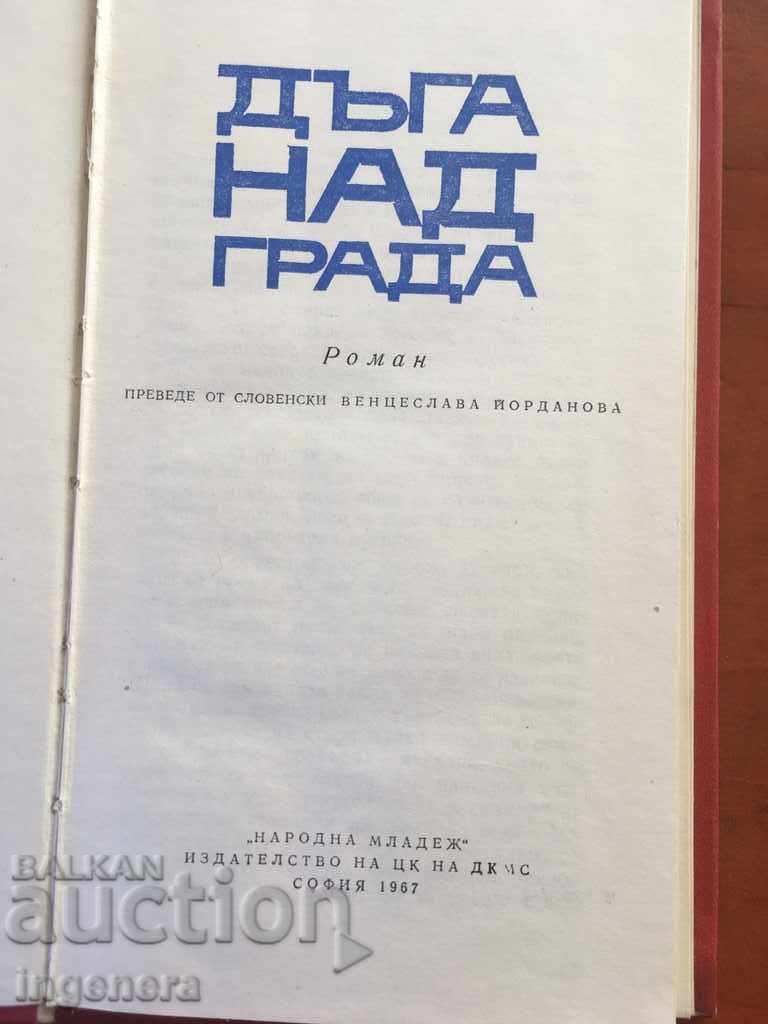 ДЪГА
НАД
ГРАДА
Роман
ПРЕВЕДЕ ОТ СЛОВЕНСКИ ВЕНЦЕСЛАВА ЙОРДАНОВА
„НАРОДНА МЛАДЕЖ“
ИЗДАТЕЛСТВО НА ЦК НА ДКМС
СОФИЯ 1967
BALKAN
auction
ingenera